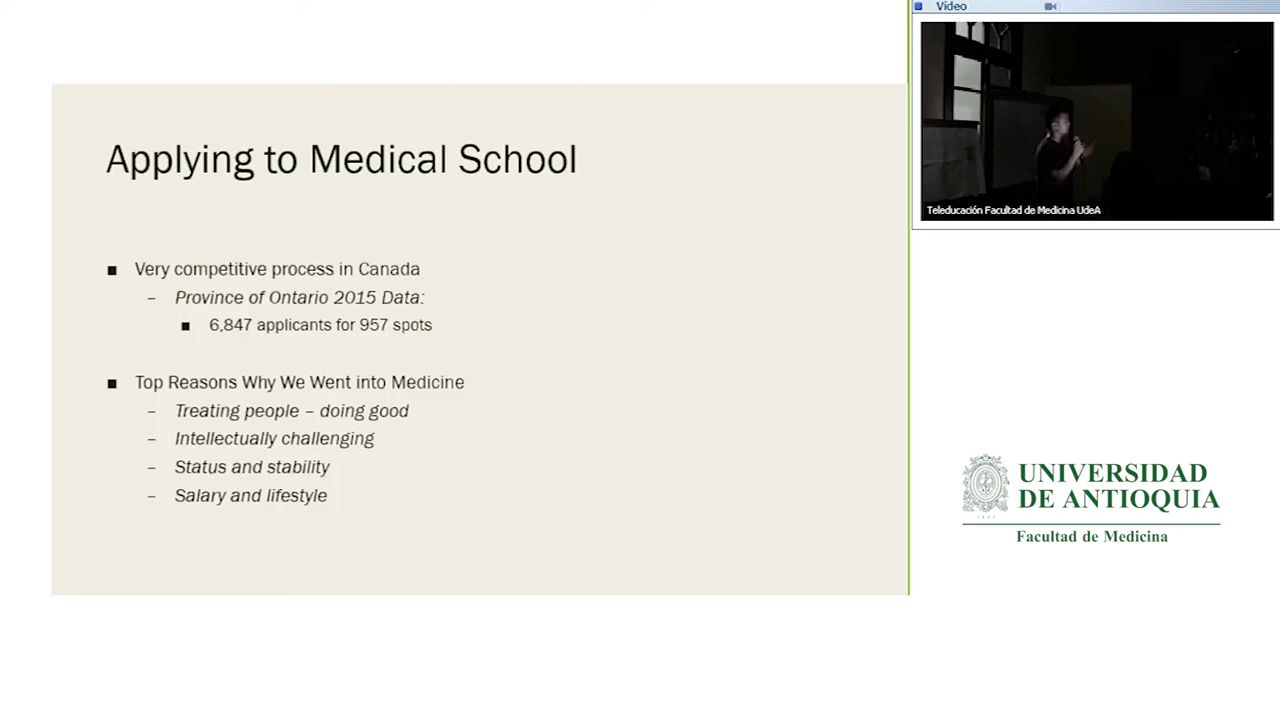 Applying to Medical School
■ Very competitive process in Canada
– Province of Ontario 2015 Data:
■ 6,847 applicants for 957 spots
■ Top Reasons Why We Went into Medicine
– Treating people – doing good
– Intellectually challenging
– Status and stability
– Salary and lifestyle
Vídeo
Teleducación Facultad de Medicina UdeA
UNIVERSIDAD
DE ANTIOQUIA
Facultad de Medicina